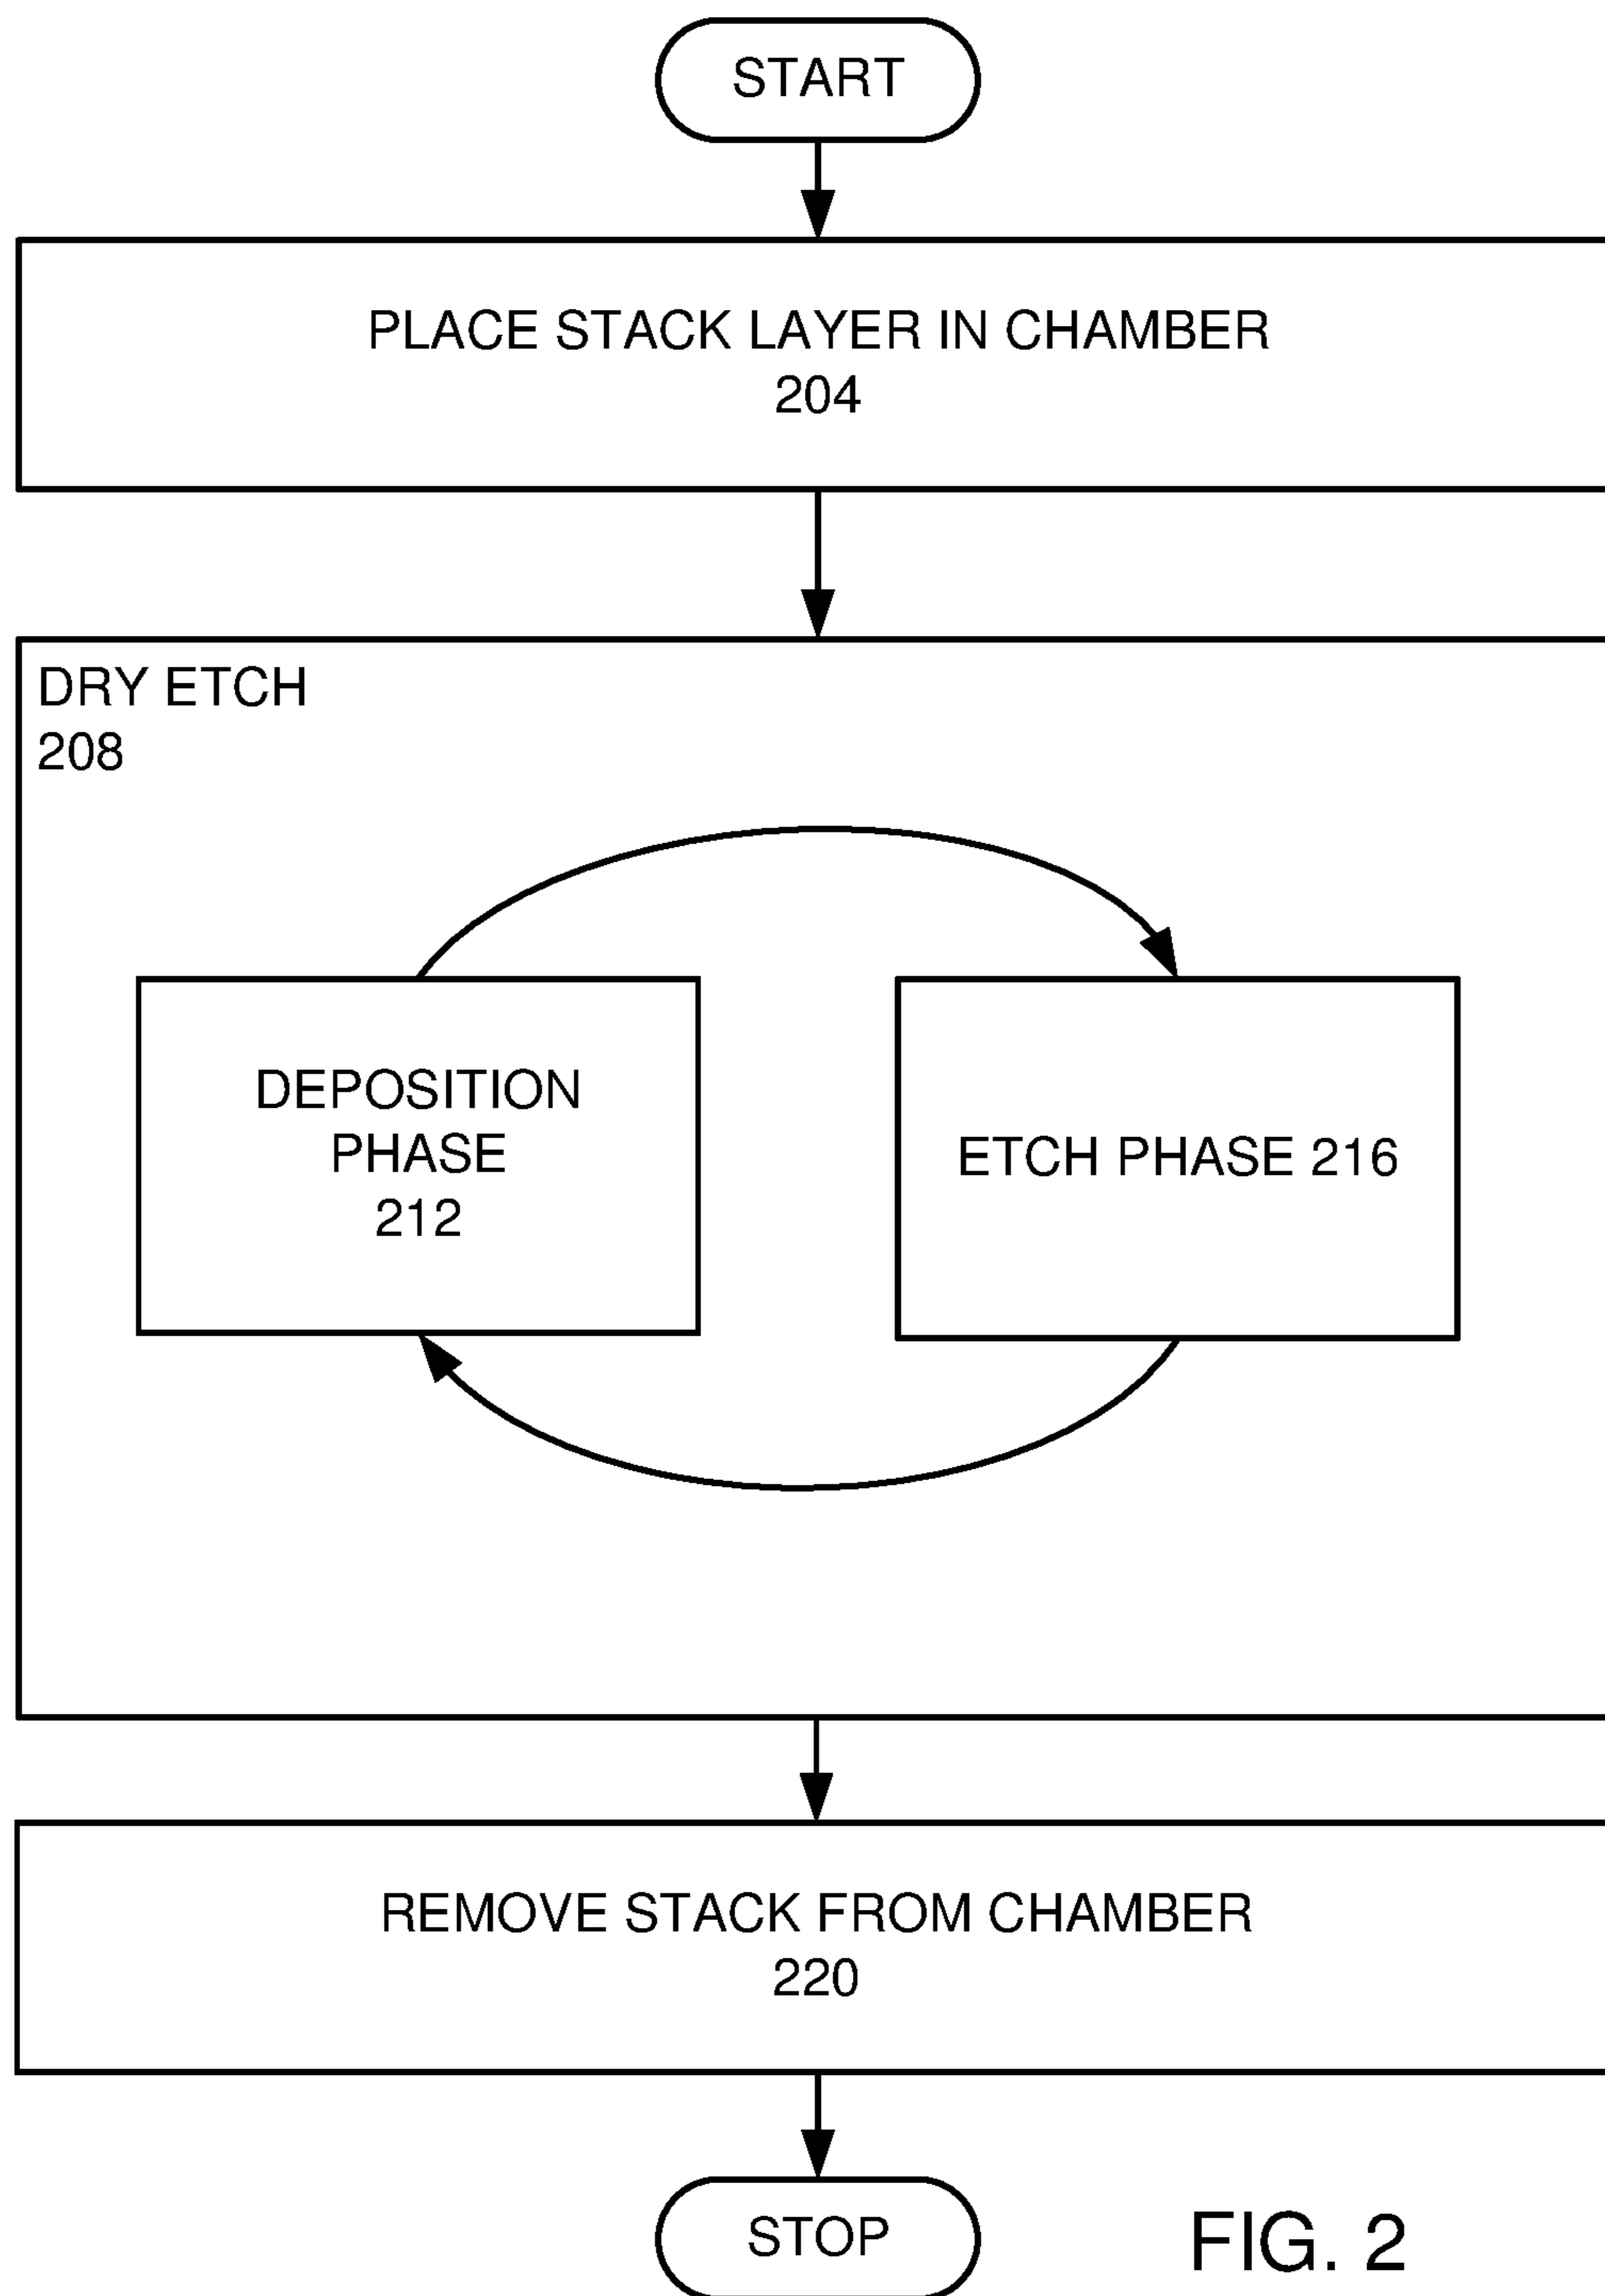 START
PLACE STACK LAYER IN CHAMBER
204
DRY ETCH
208
DEPOSITION
PHASE
212
ETCH PHASE 216
REMOVE STACK FROM CHAMBER
220
STOP
FIG. 2